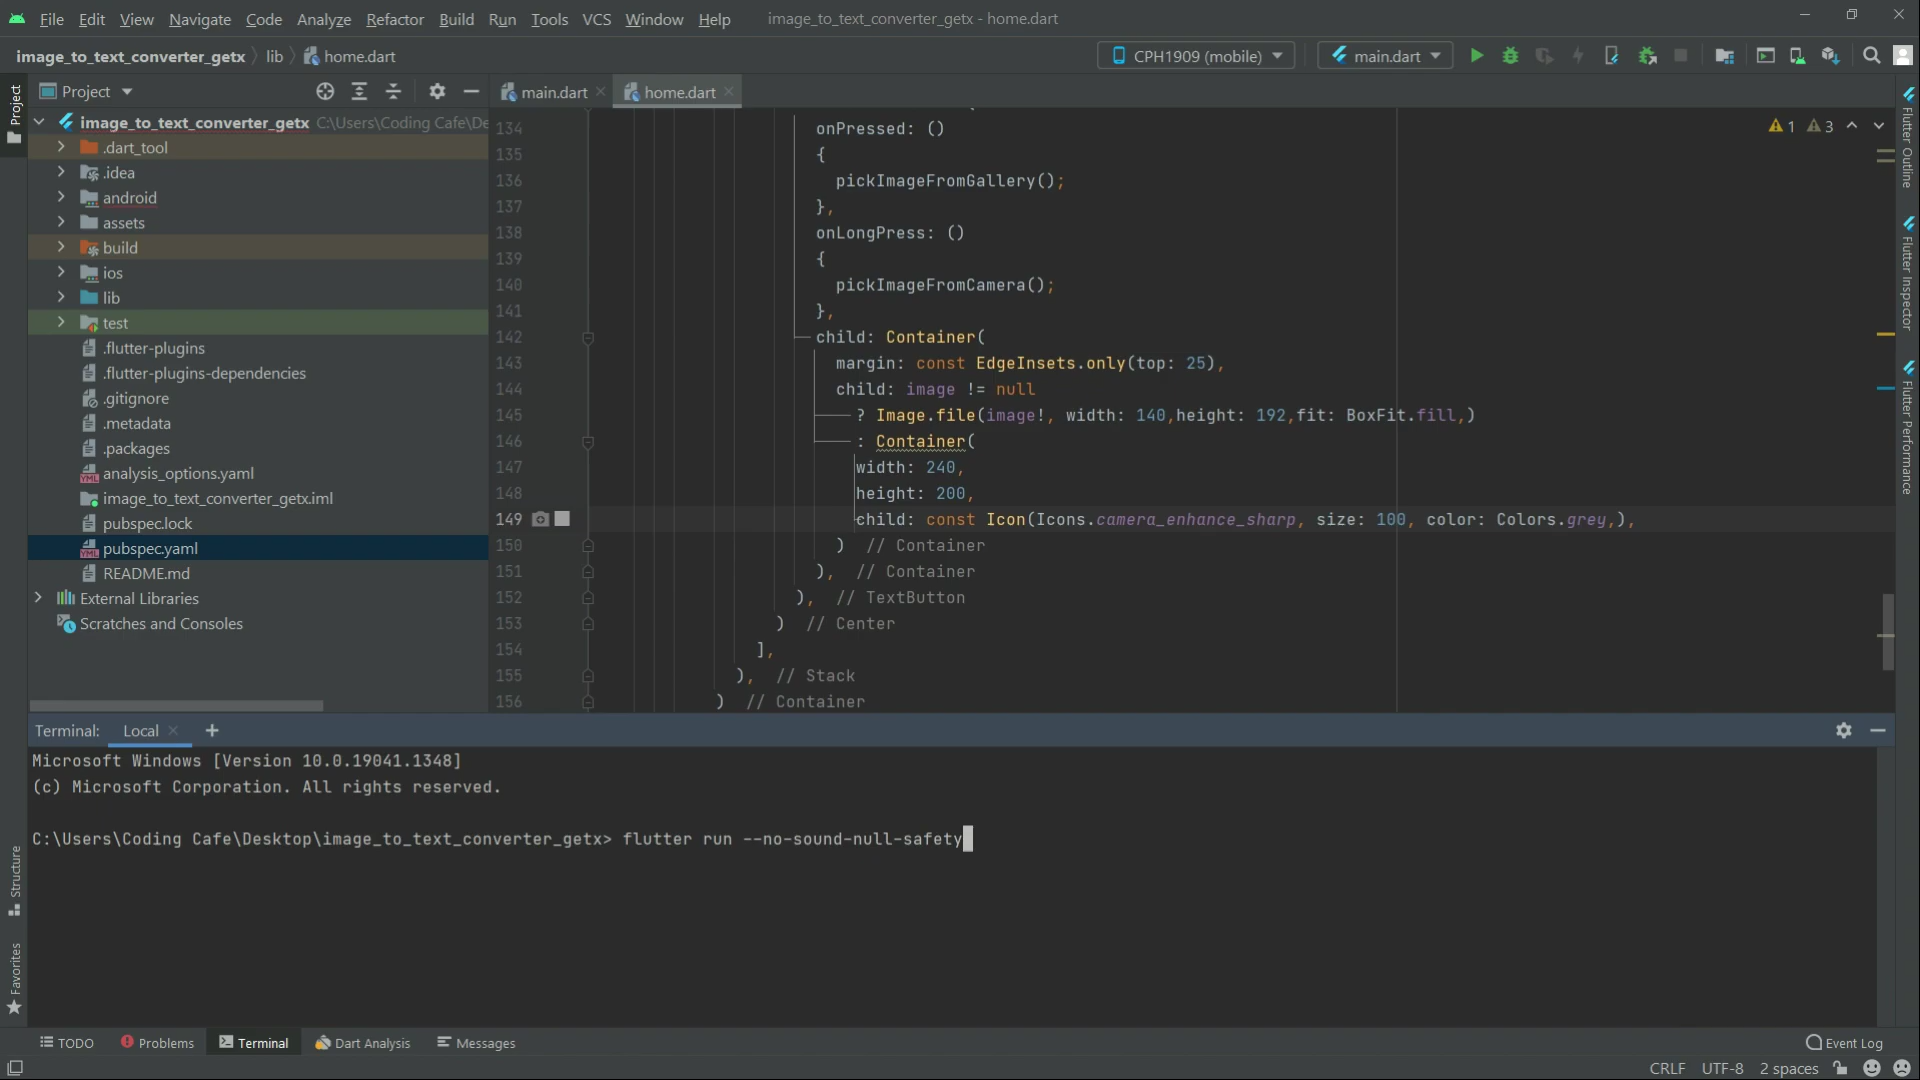 File Edit View Navigate Code Analyze Refactor Build Run Tools VCS Window Help image_to_text_converter_getx - home.dart
image_to_text_converter_getx lib home.dart CPH1909 (mobile) main.dart
Project
Project
main.dart home.dart
image_to_text_converter_getx C:\Users\Coding Cafe\De
.dart_tool
.idea
android
assets
build
ios
lib
test
.flutter-plugins
.flutter-plugins-dependencies
.gitignore
.metadata
.packages
analysis_options.yaml
image_to_text_converter_getx.iml
pubspec.lock
pubspec.yaml
README.md
External Libraries
Scratches and Consoles
1 3
134 onPressed: ()
135 {
136 pickImageFromGallery();
137 },
138 onLongPress: ()
139 {
140 pickImageFromCamera();
141 },
142 child: Container(
143 margin: const EdgeInsets.only(top: 25),
144 child: image != null
145 ? Image.file(image!, width: 140,height: 192,fit: BoxFit.fill,)
146 : Container(
147 width: 240,
148 height: 200,
149 child: const Icon(Icons.camera_enhance_sharp, size: 100, color: Colors.grey,),
150 ) // Container
151 ), // Container
152 ), // TextButton
153 ) // Center
154 ],
155 ), // Stack
156 ) // Container
Flutter Outline
Flutter Inspector
Flutter Performance
Terminal: Local
Microsoft Windows [Version 10.0.19041.1348]
(c) Microsoft Corporation. All rights reserved.
C:\Users\Coding Cafe\Desktop\image_to_text_converter_getx> flutter run --no-sound-null-safety
Structure
Favorites
TODO Problems Terminal Dart Analysis Messages Event Log
CRLF UTF-8 2 spaces